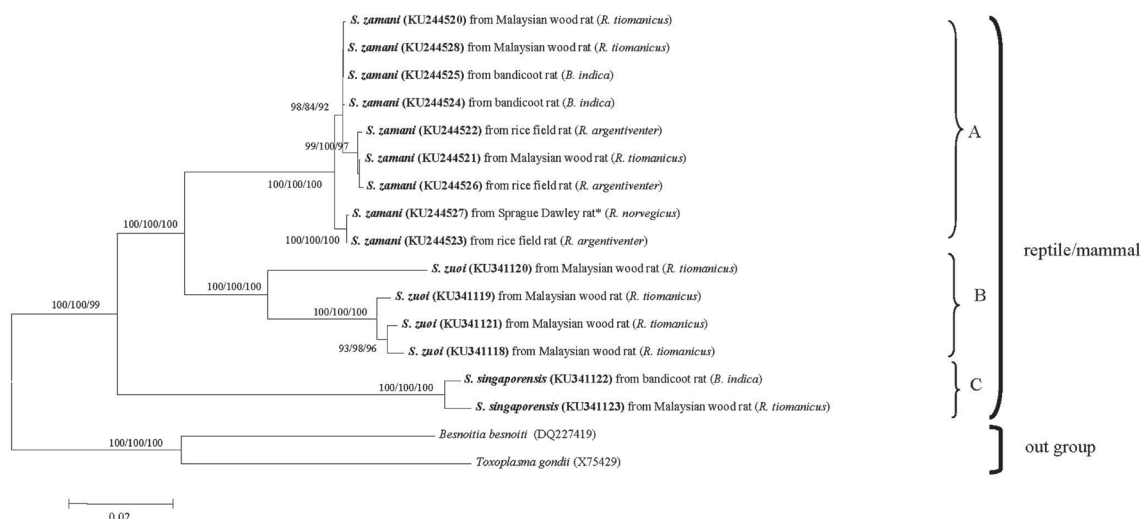 S. zamani (KU244520) from Malaysian wood rat (R. tiomanicus)
S. zamani (KU244528) from Malaysian wood rat (R. tiomanicus)
S. zamani (KU244525) from bandicoot rat (B. indica)
98/84/92
S. zamani (KU244524) from bandicoot rat (B. indica)
S. zamani (KU244522) from rice field rat (R. argentiventer)
A
99/100/97
S. zamani (KU244521) from Malaysian wood rat (R. tiomanicus)
100/100/100
S. zamani (KU244526) from rice field rat (R. argentiventer)
S. zamani (KU244527) from Sprague Dawley rat* (R. norvegicus)
100/100/100
100/100/100
S. zamani (KU244523) from rice field rat (R. argentiventer)
reptile/mammal
S. zuoi (KU341120) from Malaysian wood rat (R. tiomanicus)
100/100/100
S. zuoi (KU341119) from Malaysian wood rat (R. tiomanicus)
B
100/100/99
100/100/100
S. zuoi (KU341121) from Malaysian wood rat (R. tiomanicus)
93/98/96
S. zuoi (KU341118) from Malaysian wood rat (R. tiomanicus)
S. singaporensis (KU341122) from bandicoot rat (B. indica)
C
100/100/100
S. singaporensis (KU341123) from Malaysian wood rat (R. tiomanicus)
Besnoitia besnoiti (DQ227419)
100/100/100
out group
Toxoplasma gondii (X75429)
0.02